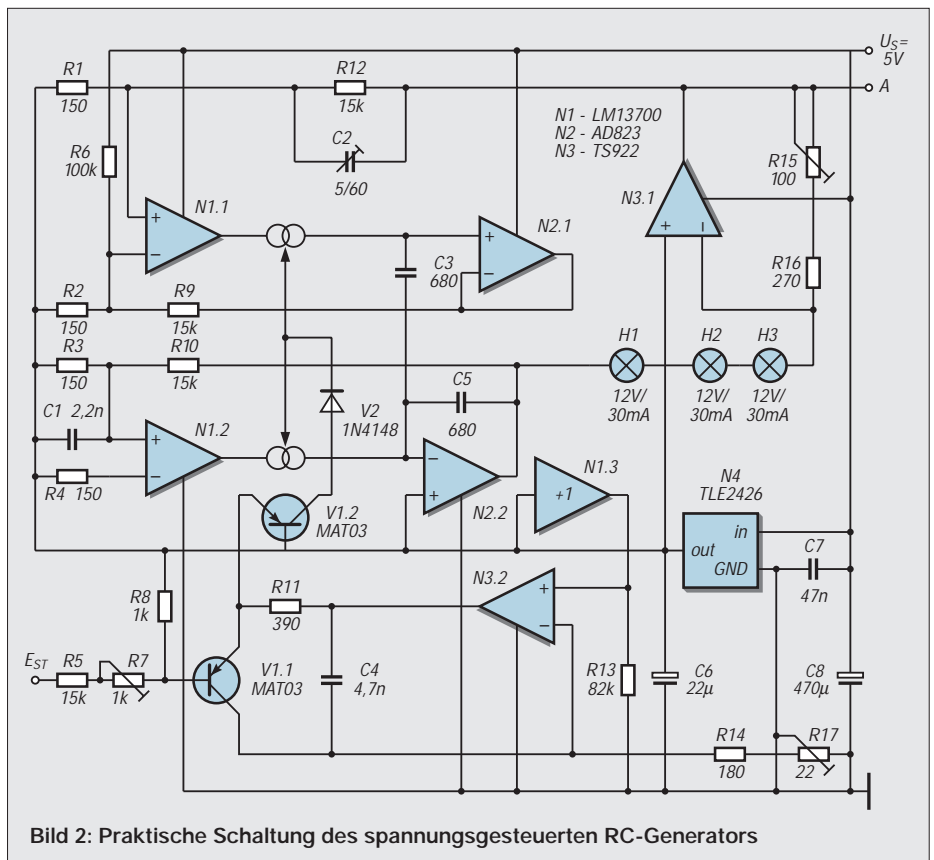 U_S=
5V
R1
150
R12
15k
A
C2
5/60
N1 - LM13700
N2 - AD823
N3 - TS922
R6
100k
R15
100
N1.1
N2.1
N3.1
+
−
+
−
+
−
C3
680
R16
270
R2
150
R9
15k
R3
150
R10
15k
H1
H2
H3
12V/
30mA
12V/
30mA
12V/
30mA
C1 2,2n
V2
1N4148
C5
680
N1.2
+
−
−
+
R4 150
N2.2
N1.3
+1
N4
TLE2426
V1.2
MAT03
in
out
GND
C7
47n
R8
1k
R11
390
N3.2
+
−
E_ST
R5
15k
R7
1k
V1.1
MAT03
C4
4,7n
R13
82k
C6
22µ
C8
470µ
R14
180
R17
22
Bild 2: Praktische Schaltung des spannungsgesteuerten RC-Generators